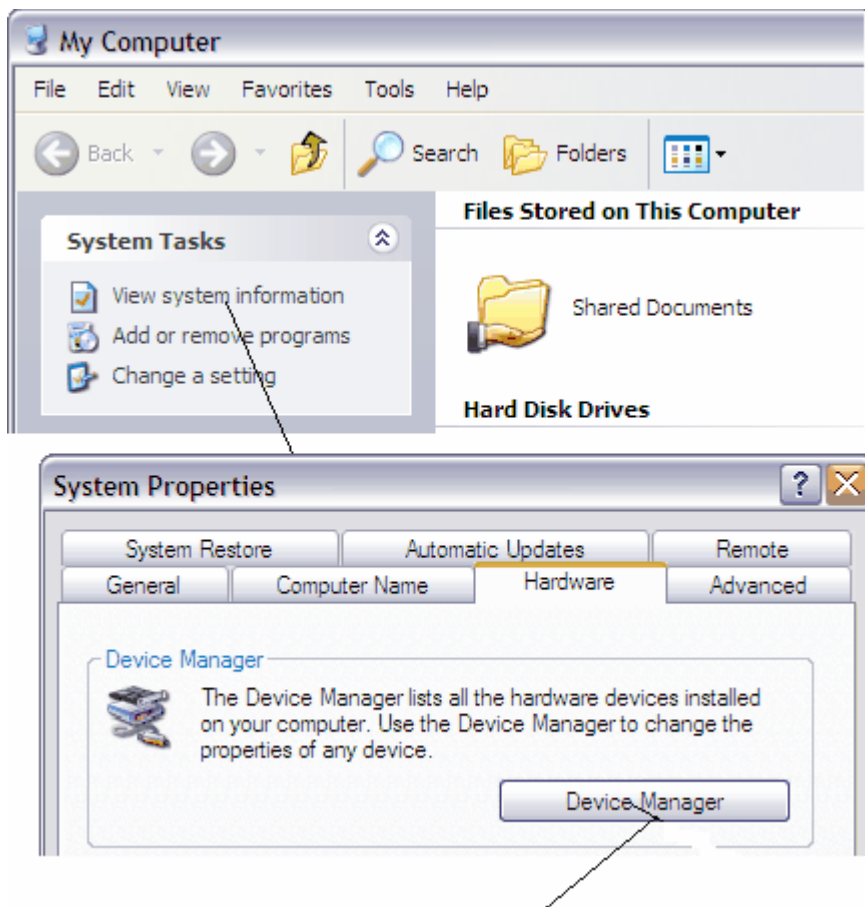 My Computer
File Edit View Favorites Tools Help
Back Search Folders
System Tasks
View system information
Add or remove programs
Change a setting
Files Stored on This Computer
Shared Documents
Hard Disk Drives
System Properties
System Restore Automatic Updates Remote
General Computer Name Hardware Advanced
Device Manager
The Device Manager lists all the hardware devices installed
on your computer. Use the Device Manager to change the
properties of any device.
Device Manager